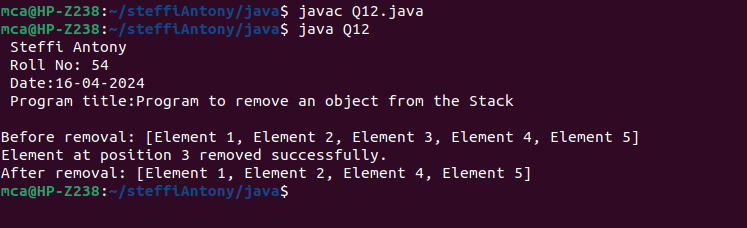 mca@HP-Z238:~/steffiAntony/java$ javac Q12.java
mca@HP-Z238:~/steffiAntony/java$ java Q12
Steffi Antony
Roll No: 54
Date:16-04-2024
Program title:Program to remove an object from the Stack
Before removal: [Element 1, Element 2, Element 3, Element 4, Element 5]
Element at position 3 removed successfully.
After removal: [Element 1, Element 2, Element 4, Element 5]
mca@HP-Z238:~/steffiAntony/java$